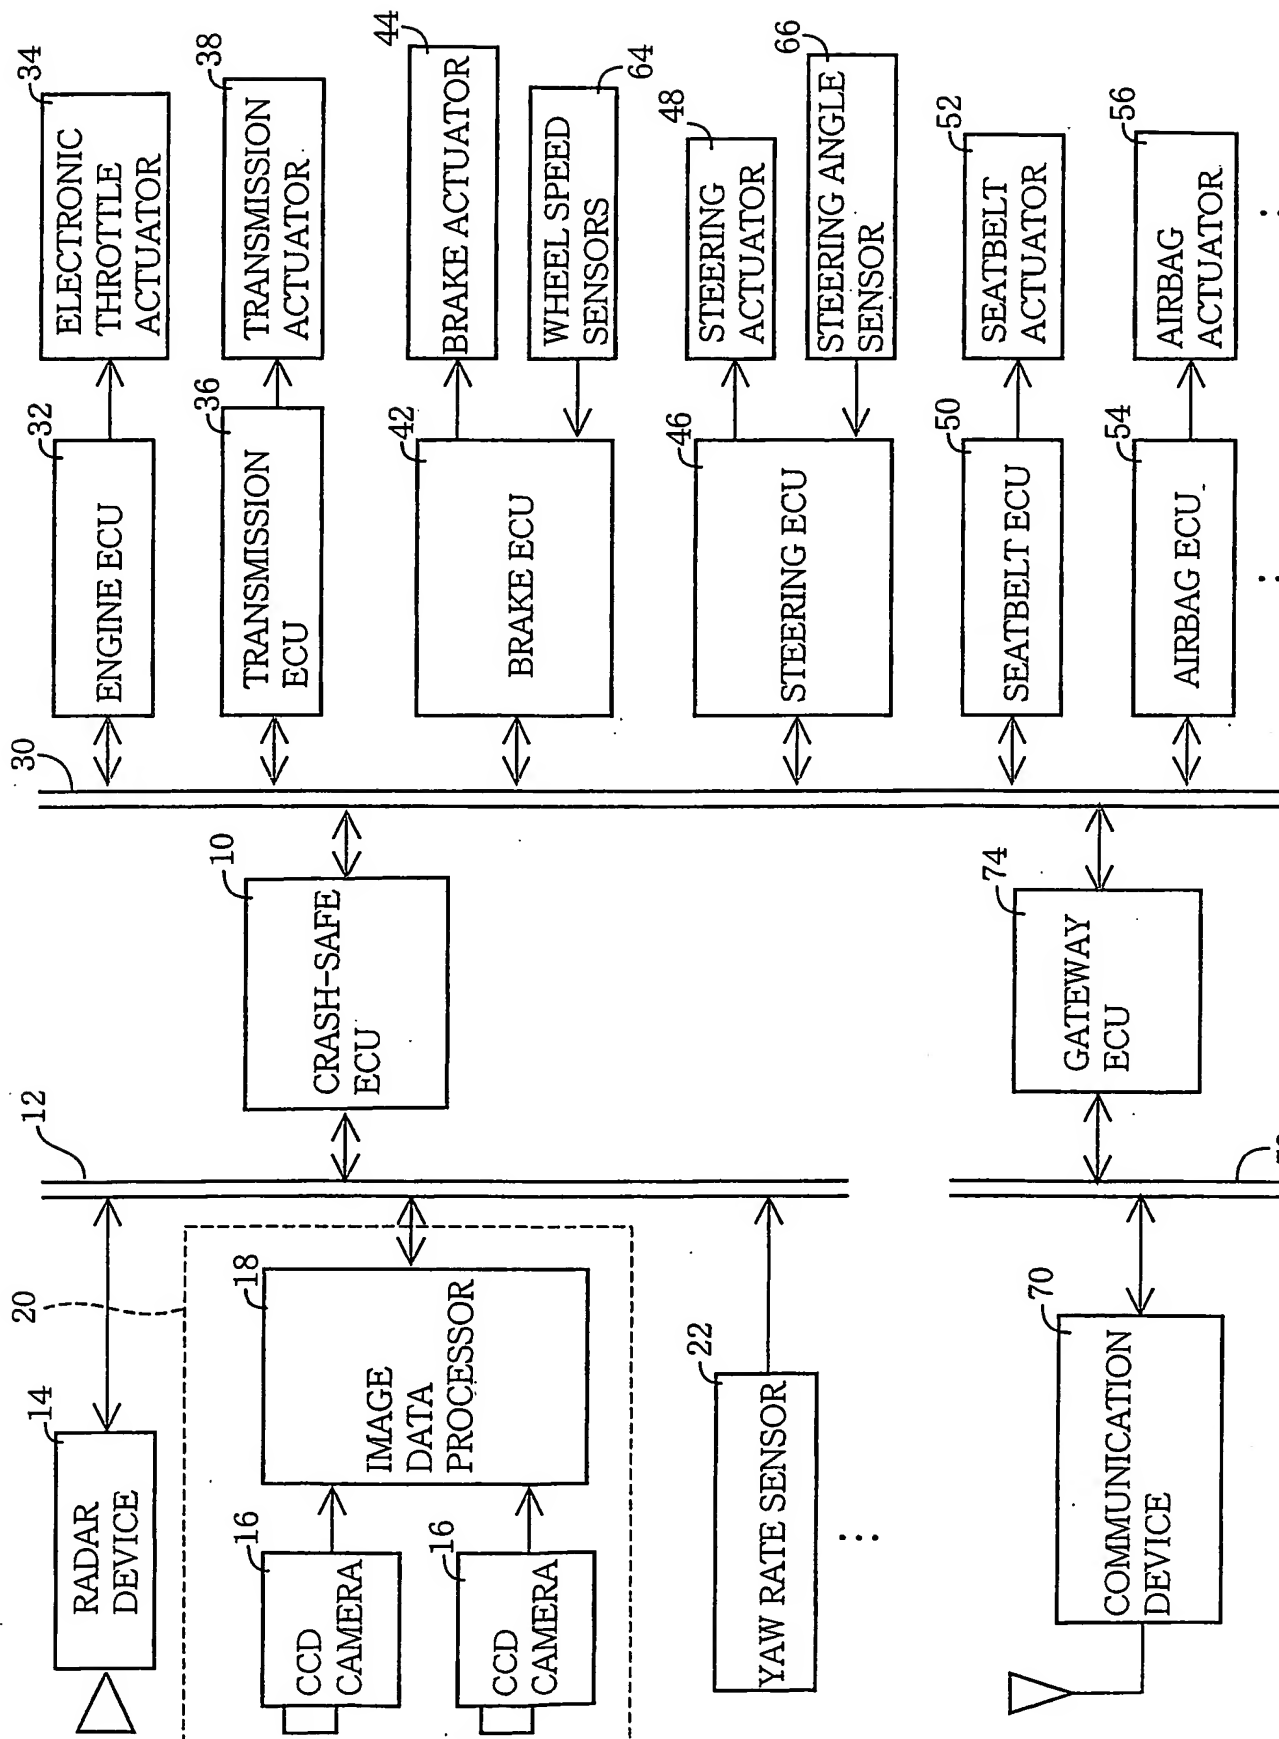 RADAR
DEVICE
14
20
12
30
ENGINE ECU
32
ELECTRONIC
THROTTLE
ACTUATOR
34
CCD
CAMERA
16
CCD
CAMERA
16
IMAGE
DATA
PROCESSOR
18
CRASH-SAFE
ECU
10
TRANSMISSION
ECU
36
TRANSMISSION
ACTUATOR
38
BRAKE ECU
42
BRAKE ACTUATOR
44
WHEEL SPEED
SENSORS
64
YAW RATE SENSOR
22
STEERING ECU
46
STEERING
ACTUATOR
48
STEERING ANGLE
SENSOR
66
SEATBELT ECU
50
SEATBELT
ACTUATOR
52
COMMUNICATION
DEVICE
70
GATEWAY
ECU
74
AIRBAG ECU
54
AIRBAG
ACTUATOR
56